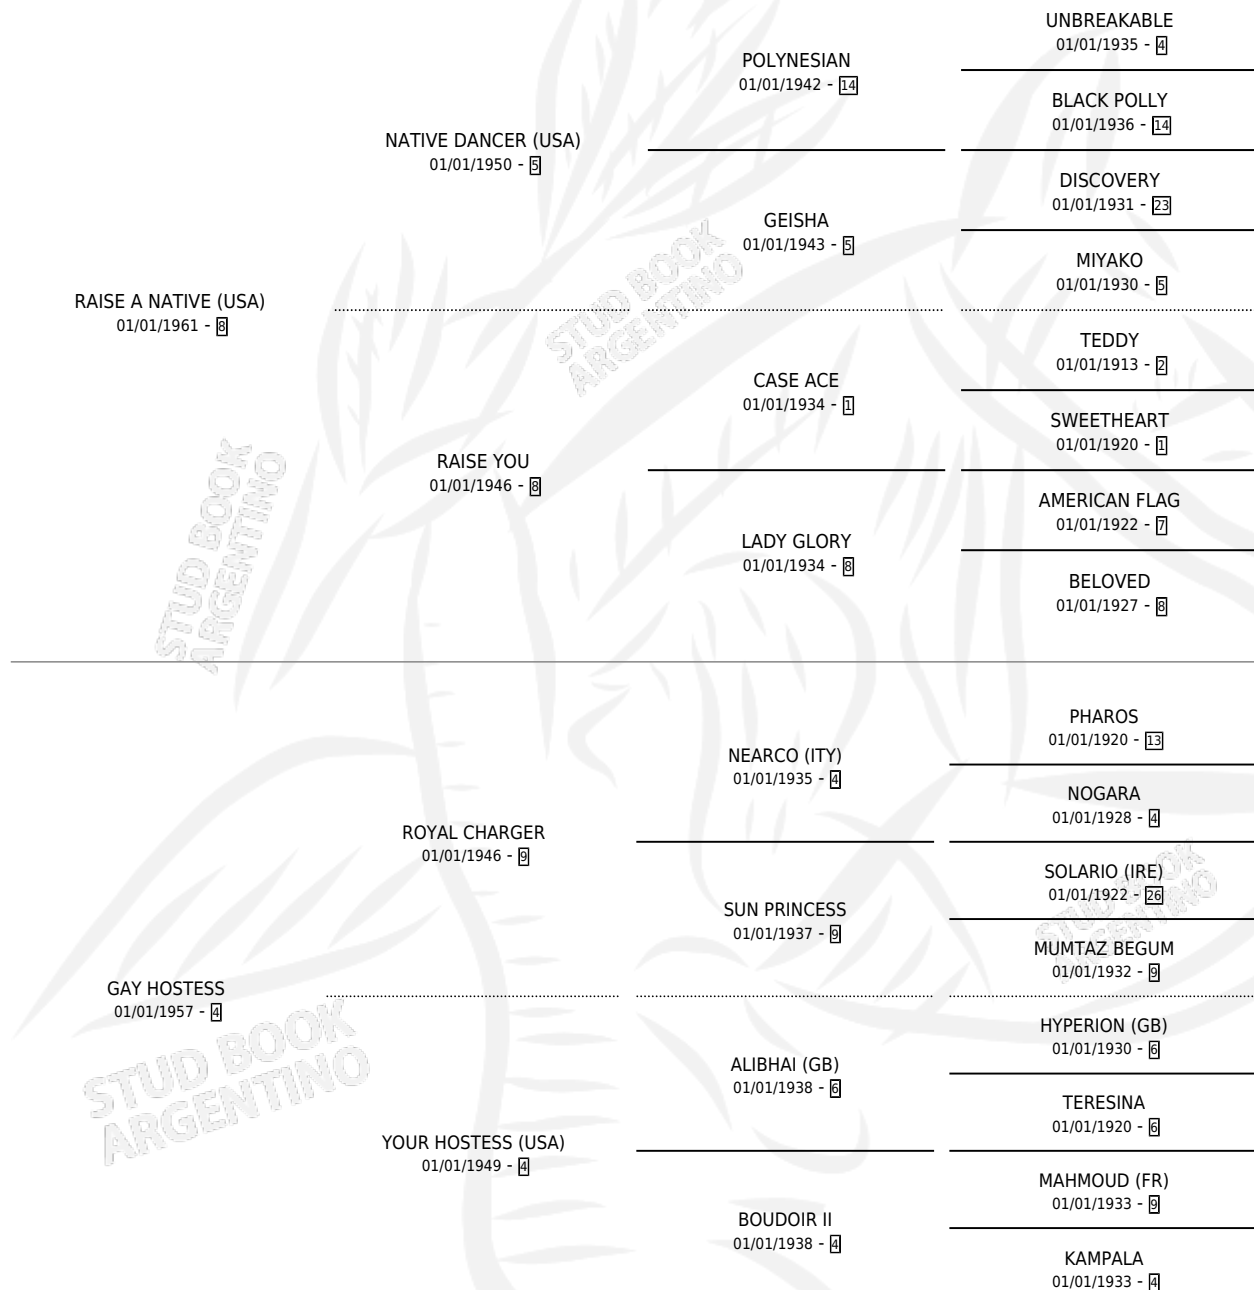 UNBREAKABLE
01/01/1935 - 4
POLYNESIAN
01/01/1942 - 14
BLACK POLLY
01/01/1936 - 14
NATIVE DANCER (USA)
01/01/1950 - 5
DISCOVERY
01/01/1931 - 23
GEISHA
01/01/1943 - 5
MIYAKO
01/01/1930 - 5
RAISE A NATIVE (USA)
01/01/1961 - 8
TEDDY
01/01/1913 - 2
CASE ACE
01/01/1934 - 1
SWEETHEART
01/01/1920 - 1
RAISE YOU
01/01/1946 - 8
AMERICAN FLAG
01/01/1922 - 7
LADY GLORY
01/01/1934 - 8
BELOVED
01/01/1927 - 8
PHAROS
01/01/1920 - 13
NEARCO (ITY)
01/01/1935 - 4
NOGARA
01/01/1928 - 4
ROYAL CHARGER
01/01/1946 - 9
SOLARIO (IRE)
01/01/1922 - 26
SUN PRINCESS
01/01/1937 - 9
MUMTAZ BEGUM
01/01/1932 - 9
GAY HOSTESS
01/01/1957 - 4
HYPERION (GB)
01/01/1930 - 6
ALIBHAI (GB)
01/01/1938 - 6
TERESINA
01/01/1920 - 6
YOUR HOSTESS (USA)
01/01/1949 - 4
MAHMOUD (FR)
01/01/1933 - 9
BOUDOIR II
01/01/1938 - 4
KAMPALA
01/01/1933 - 4
STUD BOOK
ARGENTINO
STUD BOOK
ARGENTINO
STUD BOOK
ARGENTINO
STUD BOOK
ARGENTINO